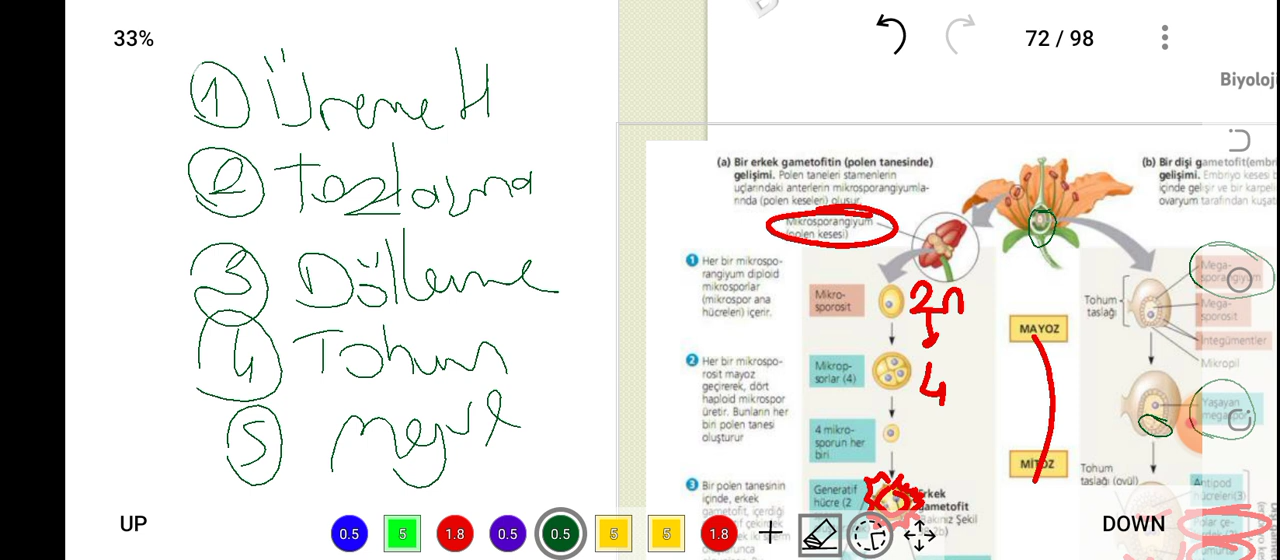 33%
72 / 98
Biyoloj
① Üreme H
② Tozlaşma
③ Dölleme
④ Tohum
⑤ Meyve
(a) Bir erkek gametofitin (polen tanesinde)
gelişimi. Polen taneleri stamenlerin
uçlarındaki anterlerin mikrosporangiyumla-
rında (polen keseleri) oluşur.
Mikrosporangiyum
(polen kesesi)
1 Her bir mikrospo-
rangiyum diploid
mikrosporlar
(mikrospor ana
hücreleri) içerir.
Mikro-
sporosit
2n
2 Her bir mikrospo-
rosit mayoz
geçirerek, dört
haploid mikrospor
üretir. Bunların her
biri polen tanesi
oluşturur
Mikrop-
sorlar (4)
4
4 mikro-
sporun her
biri
3 Bir polen tanesinin
içinde, erkek
gametofit, içerdiği
Generatif
hücre (2
Erkek
gametofit
MAYOZ
MİTOZ
(b) Bir dişi gametofit(emb
gelişimi. Embriyo kesesi b
içinde gelişir ve bir karpel
ovaryum tarafından kuşat
Tohum
taslağı
Mega-
sporangiyum
Mega-
sporosit
İntegümentler
Mikropil
Yaşayan
megaspor
Tohum
taslağı (ovül)
Antipod
hücreleri(3)
UP
0.5
5
1.8
0.5
0.5
5
5
1.8
DOWN